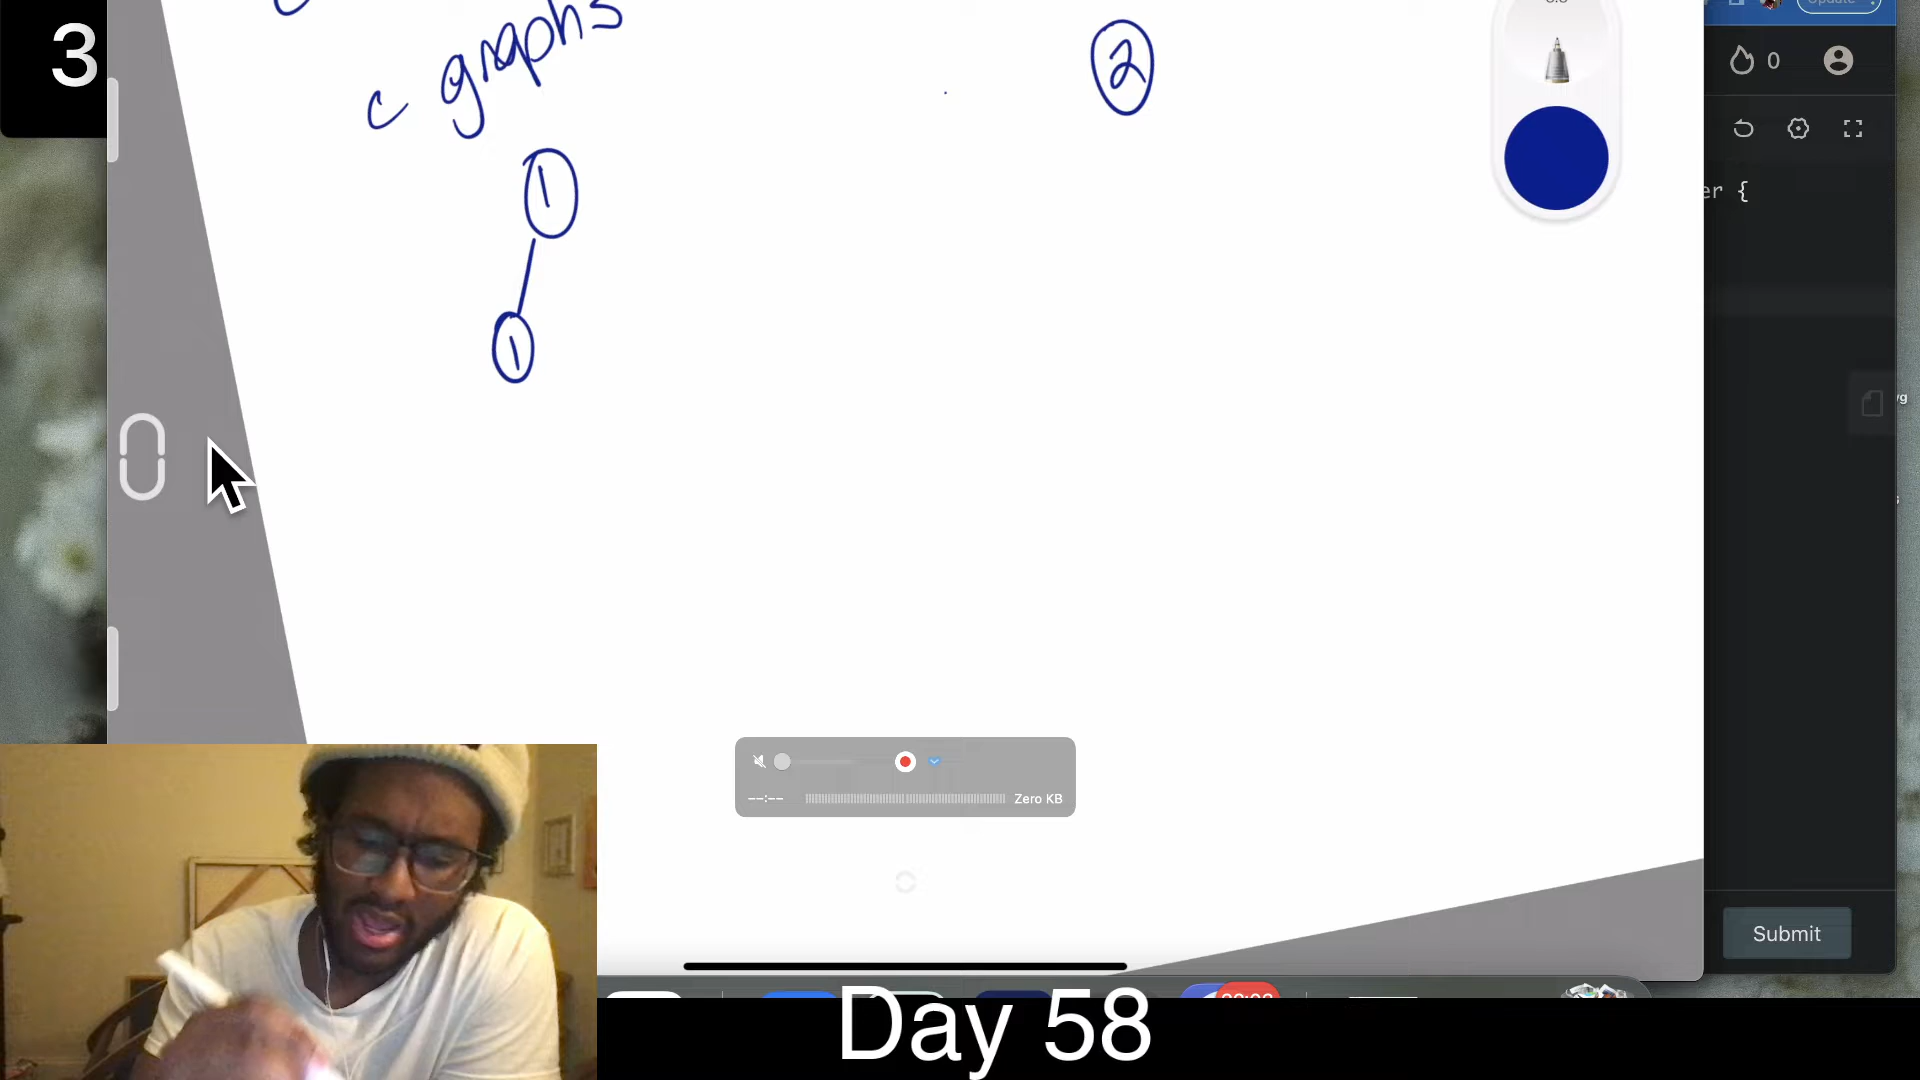 3
c graphs
2
1
1
0
er {
--:--
Zero KB
Submit
Day 58